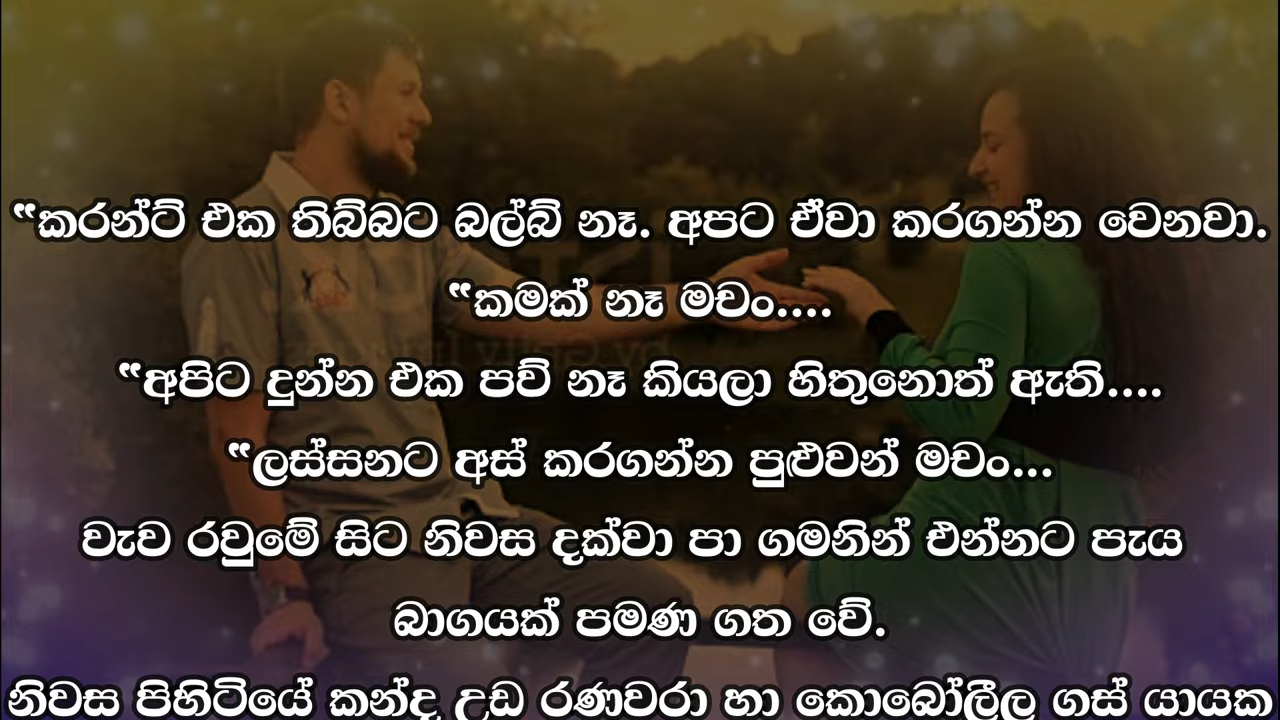 “කරන්ට් එක තිබ්බට බල්බ් නෑ. අපට ඒවා කරගන්න වෙනවා.
“කමක් නෑ මචං....
“අපිට දුන්න එක පව් නෑ කියලා හිතුනොත් ඇති....
“ලස්සනට අස් කරගන්න පුළුවන් මචං...
වැව රවුමේ සිට නිවස දක්වා පා ගමනින් එන්නට පැය
බාගයක් පමණ ගත වේ.
නිවස පිහිටියේ කන්ද උඩ රණවරා හා කොබෝලීල ගස් යායක